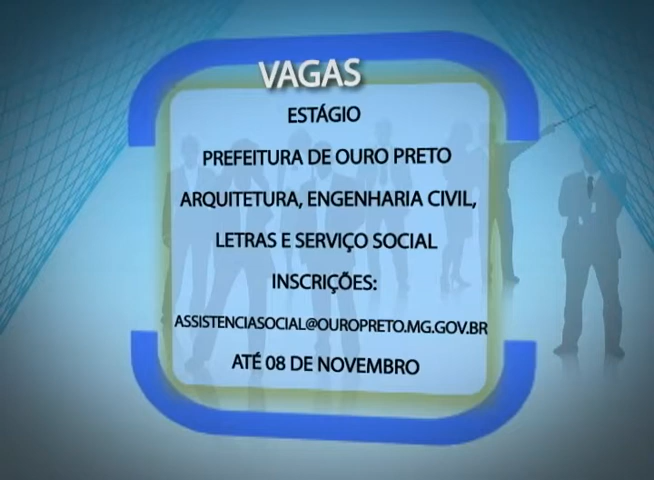 VAGAS
ESTÁGIO
PREFEITURA DE OURO PRETO
ARQUITETURA, ENGENHARIA CIVIL,
LETRAS E SERVIÇO SOCIAL
INSCRIÇÕES:
ASSISTENCIASOCIAL@OUROPRETO.MG.GOV.BR
ATÉ 08 DE NOVEMBRO